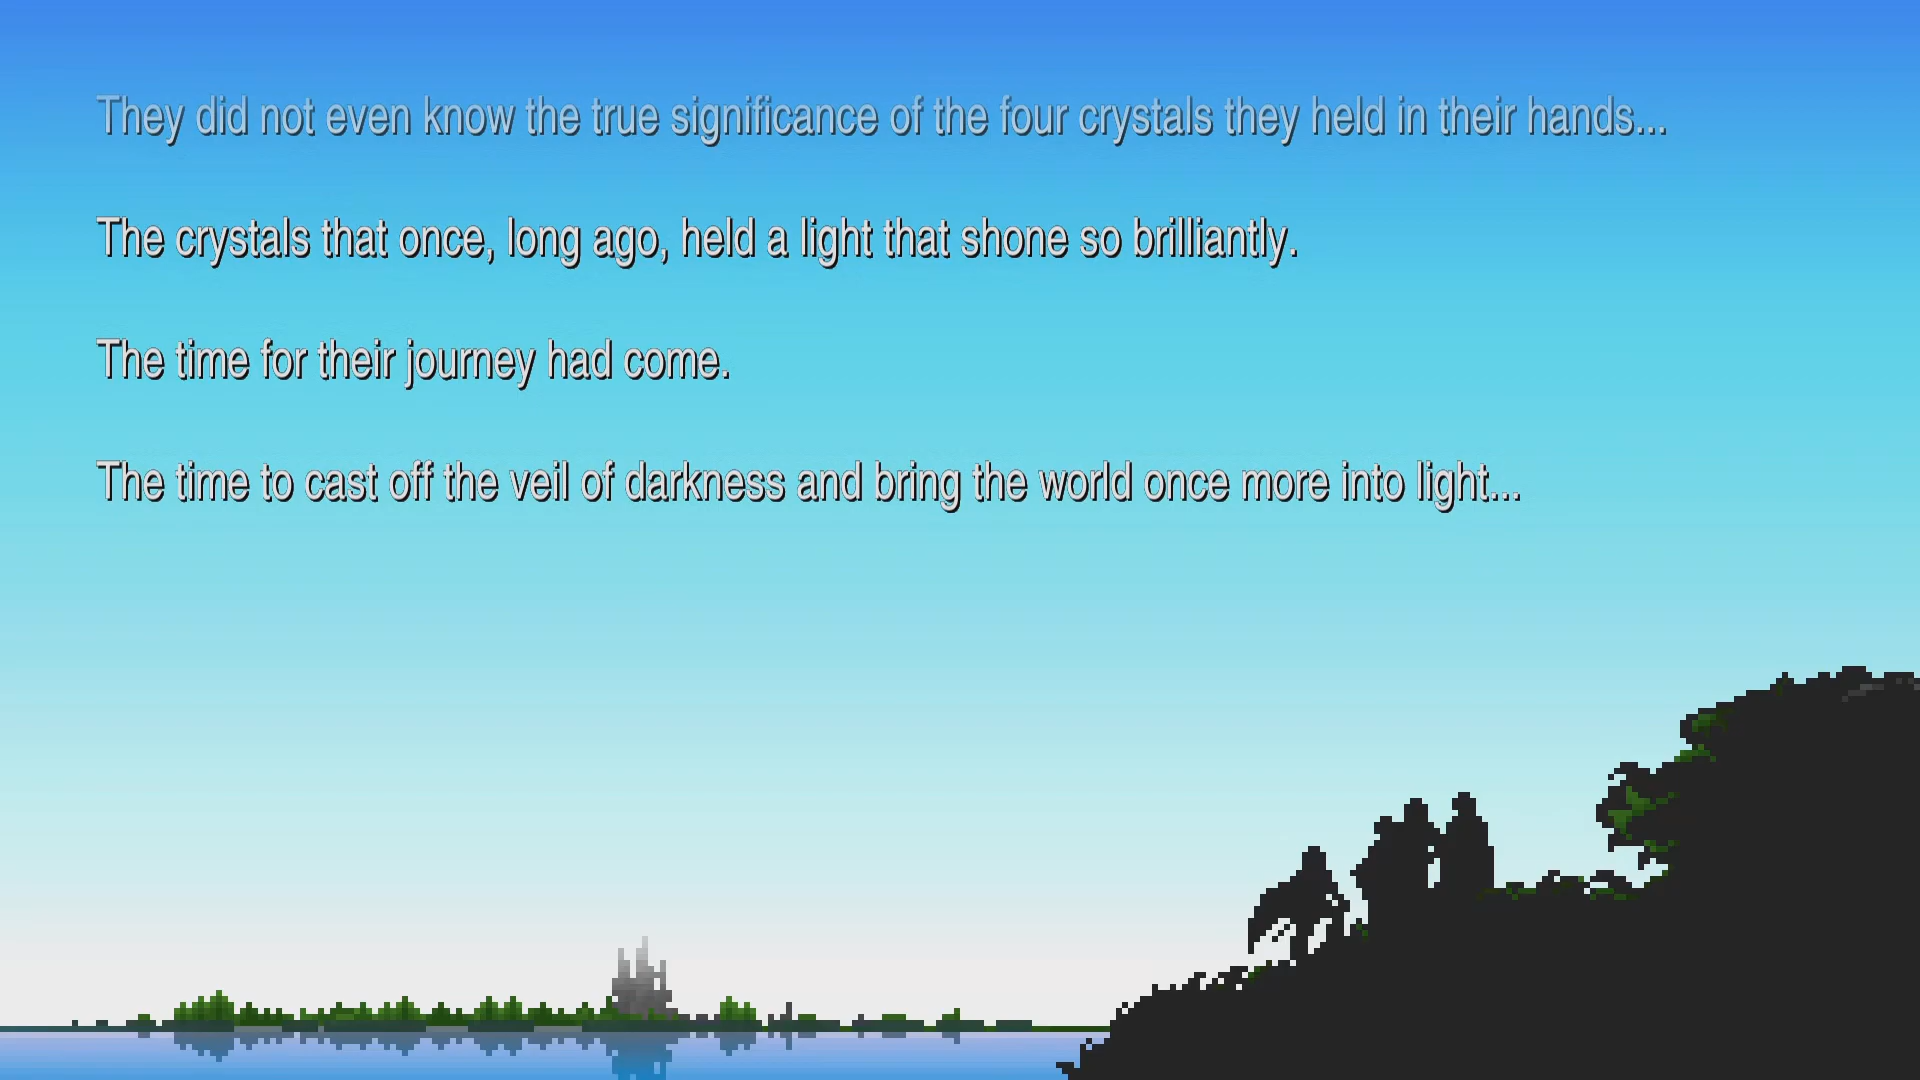 They did not even know the true significance of the four crystals they held in their hands...
The crystals that once, long ago, held a light that shone so brilliantly.
The time for their journey had come.
The time to cast off the veil of darkness and bring the world once more into light...